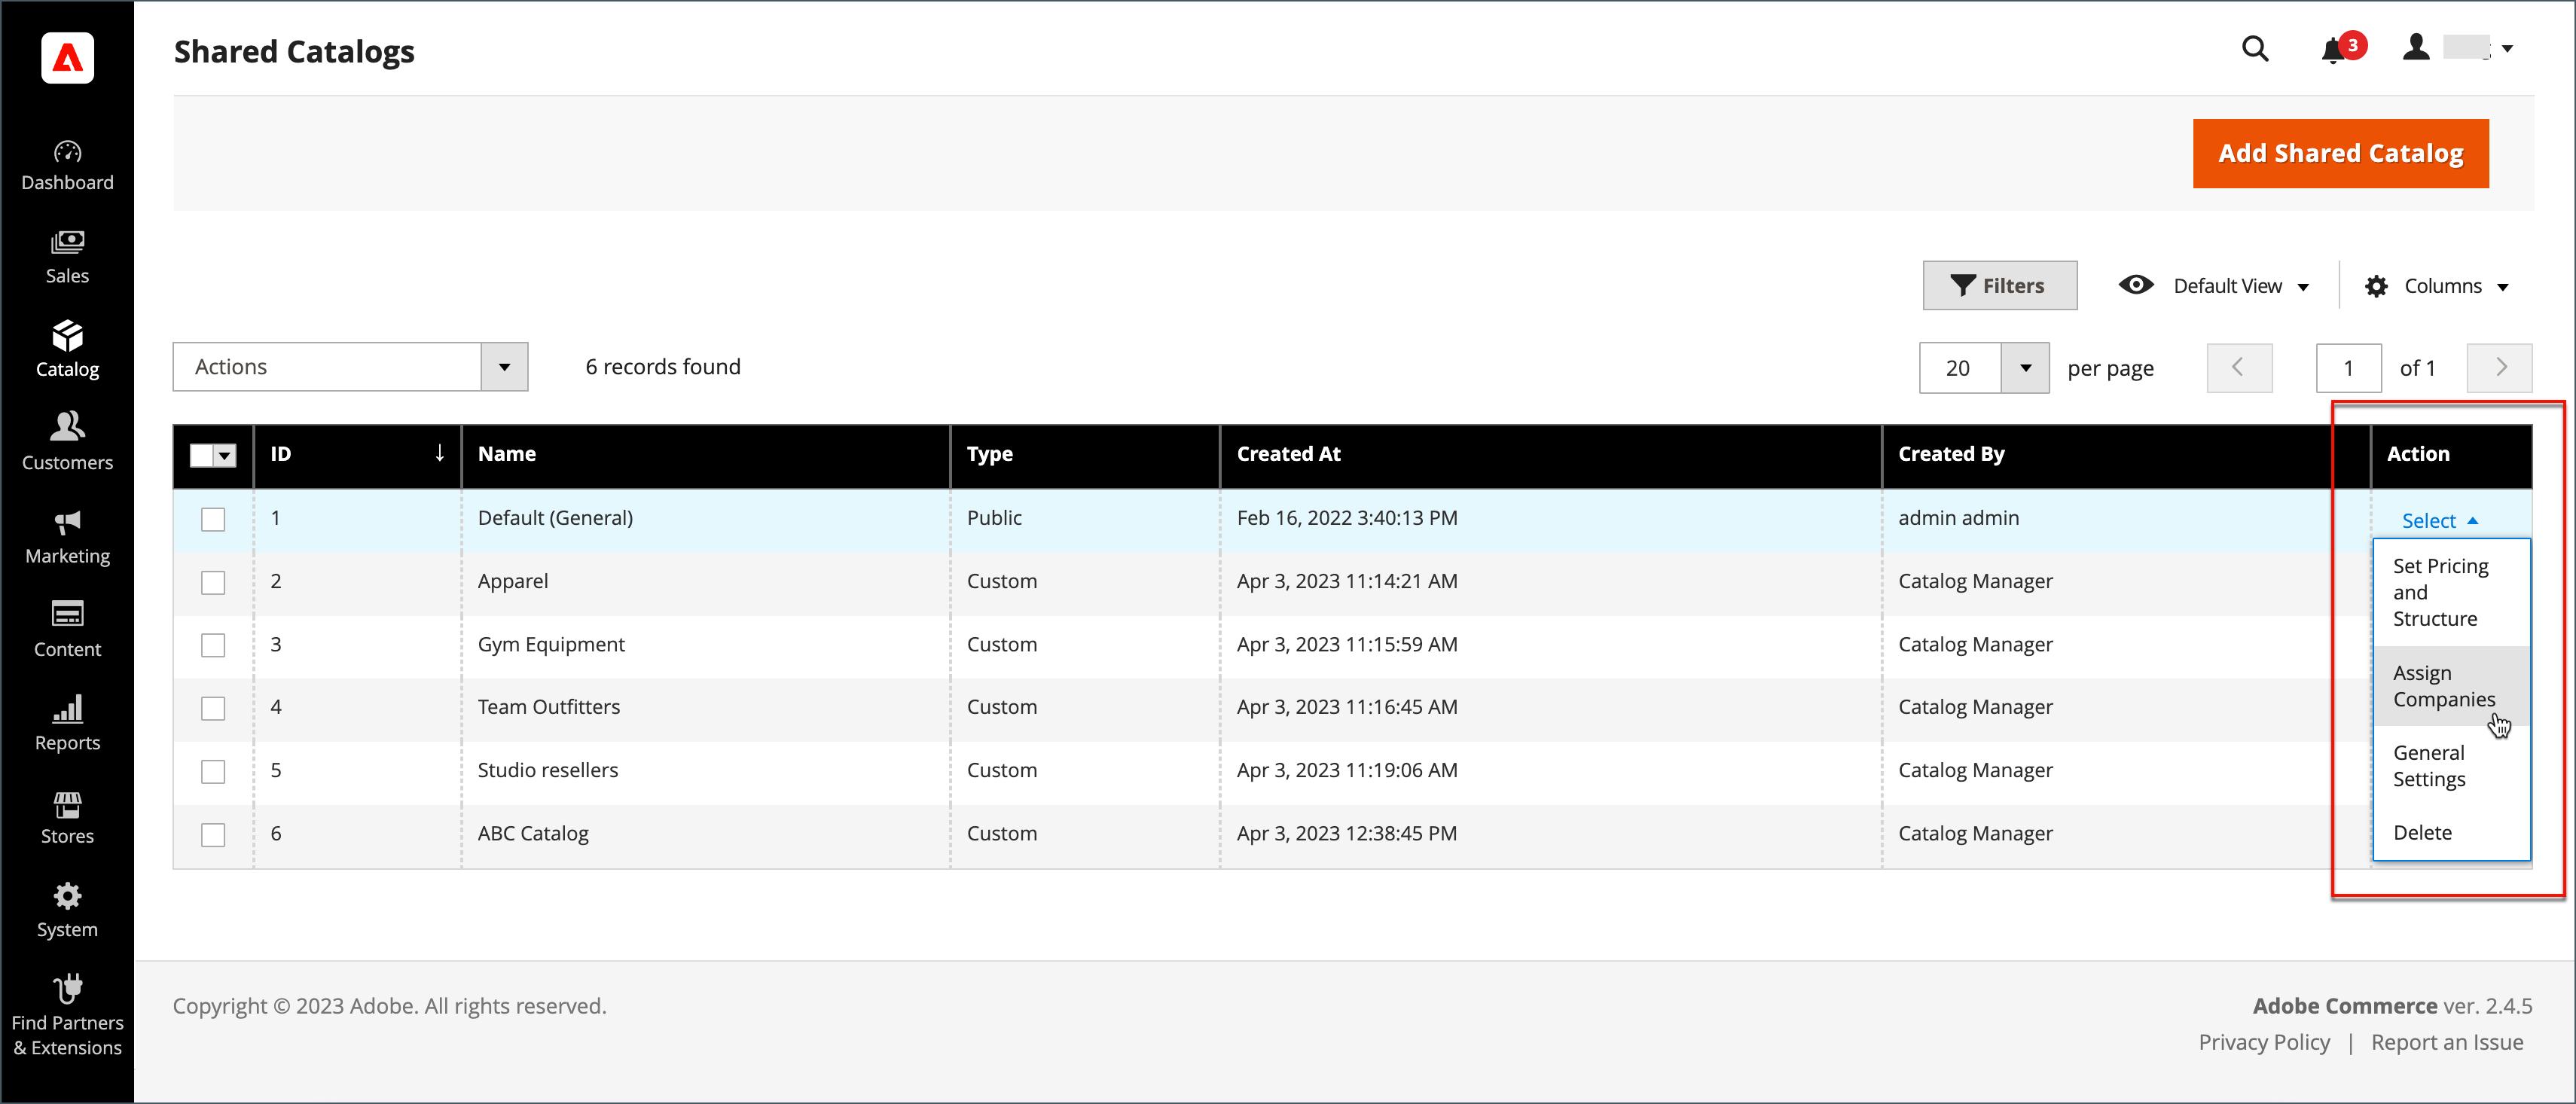 Shared Catalogs
3
Add Shared Catalog
Dashboard
Sales
Catalog
Customers
Marketing
Content
Reports
Stores
System
Find Partners
& Extensions
Filters
Default View
Columns
Actions
6 records found
20
per page
1
of 1
ID ↓ Name Type Created At Created By Action
1 Default (General) Public Feb 16, 2022 3:40:13 PM admin admin Select
2 Apparel Custom Apr 3, 2023 11:14:21 AM Catalog Manager
3 Gym Equipment Custom Apr 3, 2023 11:15:59 AM Catalog Manager
4 Team Outfitters Custom Apr 3, 2023 11:16:45 AM Catalog Manager
5 Studio resellers Custom Apr 3, 2023 11:19:06 AM Catalog Manager
6 ABC Catalog Custom Apr 3, 2023 12:38:45 PM Catalog Manager
Set Pricing
and
Structure
Assign
Companies
General
Settings
Delete
Copyright © 2023 Adobe. All rights reserved.
Adobe Commerce ver. 2.4.5
Privacy Policy | Report an Issue